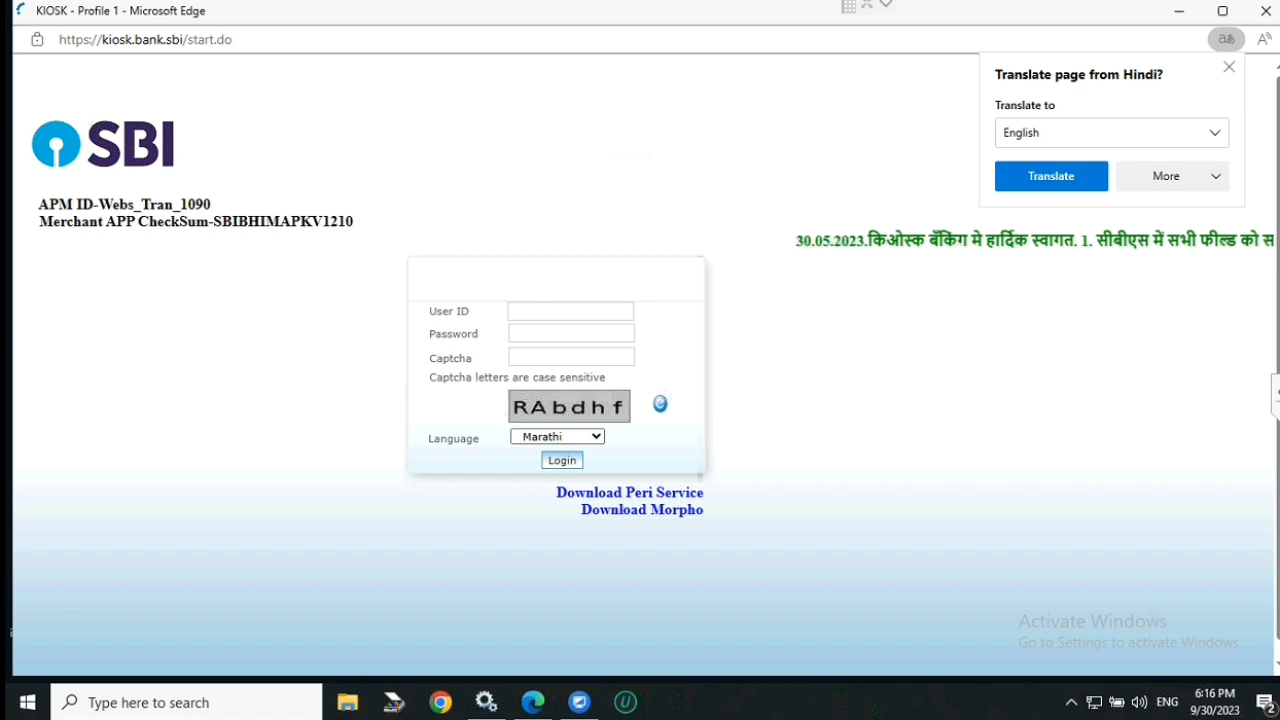 KIOSK - Profile 1 - Microsoft Edge
https://kiosk.bank.sbi/start.do
Translate page from Hindi?
Translate to
English
Translate
More
SBI
APM ID-Webs_Tran_1090
Merchant APP CheckSum-SBIBHIMAPKV1210
30.05.2023.किओस्क बॅंकिंग मे हार्दिक स्वागत. 1. सीबीएस में सभी फील्ड को स
User ID
Password
Captcha
Captcha letters are case sensitive
RAbdhf
Language
Marathi
Login
Download Peri Service
Download Morpho
Activate Windows
Go to Settings to activate Windows.
Type here to search
ENG
6:16 PM
9/30/2023
2